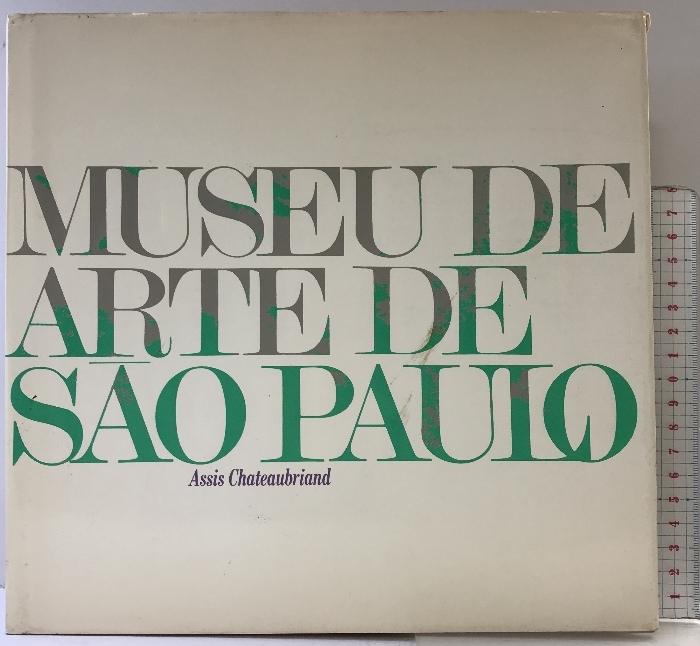 MUSEU DE
ARTE DE
SÃO PAULO
Assis Chateaubriand